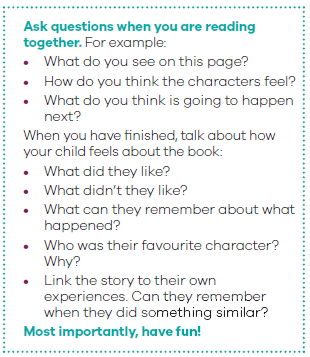 Ask questions when you are reading
together. For example:
• What do you see on this page?
• How do you think the characters feel?
• What do you think is going to happen
next?
When you have finished, talk about how
your child feels about the book:
• What did they like?
• What didn't they like?
• What can they remember about what
happened?
• Who was their favourite character?
Why?
• Link the story to their own
experiences. Can they remember
when they did something similar?
Most importantly, have fun!